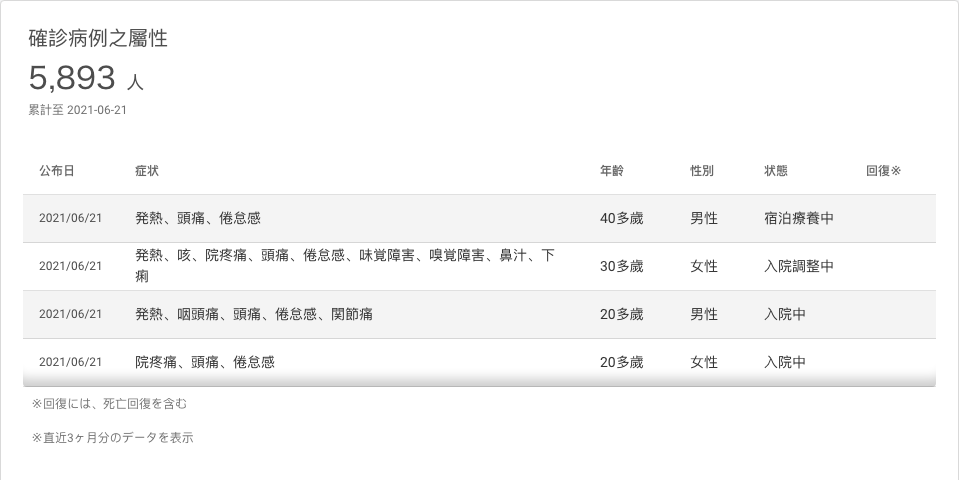 確診病例之屬性
5,893 人
累計至 2021-06-21
公布日 症状 年齡 性別 状態 回復※
2021/06/21 発熱、頭痛、倦怠感 40多歲 男性 宿泊療養中
2021/06/21 発熱、咳、院疼痛、頭痛、倦怠感、味覚障害、嗅覚障害、鼻汁、下
痢 30多歲 女性 入院調整中
2021/06/21 発熱、咽頭痛、頭痛、倦怠感、関節痛 20多歲 男性 入院中
2021/06/21 院疼痛、頭痛、倦怠感 20多歲 女性 入院中
※回復には、死亡回復を含む
※直近3ヶ月分のデータを表示